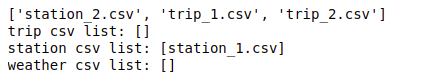 ['station_2.csv', 'trip_1.csv', 'trip_2.csv']
trip csv list: []
station csv list: [station_1.csv]
weather csv list: []